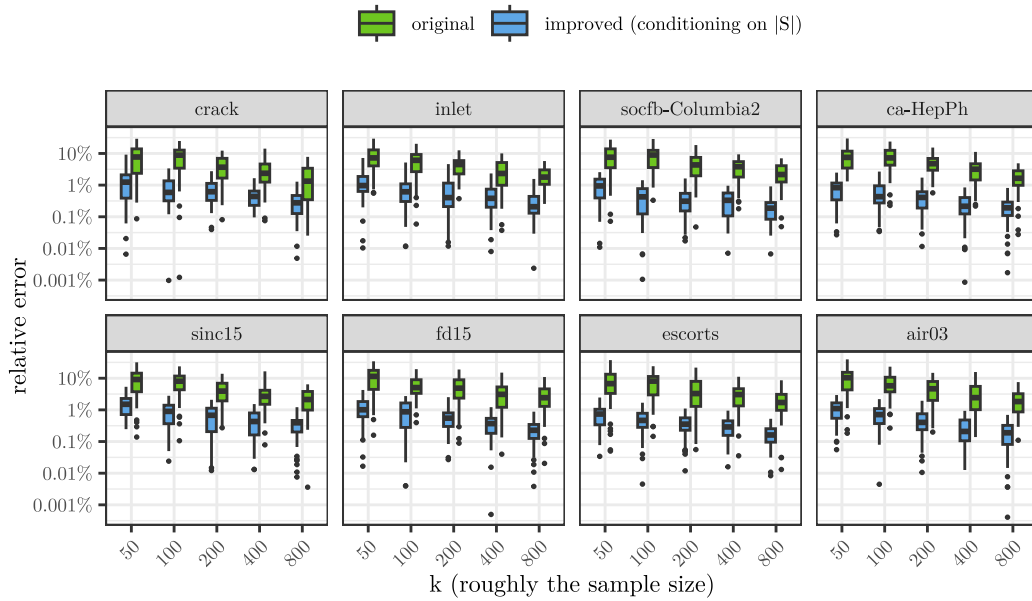 original improved (conditioning on |S|)
crack inlet socfb-Columbia2 ca-HepPh
10%
1%
0.1%
0.01%
0.001%
relative error
sinc15 fd15 escorts air03
10%
1%
0.1%
0.01%
0.001%
50 100 200 400 800 50 100 200 400 800 50 100 200 400 800 50 100 200 400 800
k (roughly the sample size)